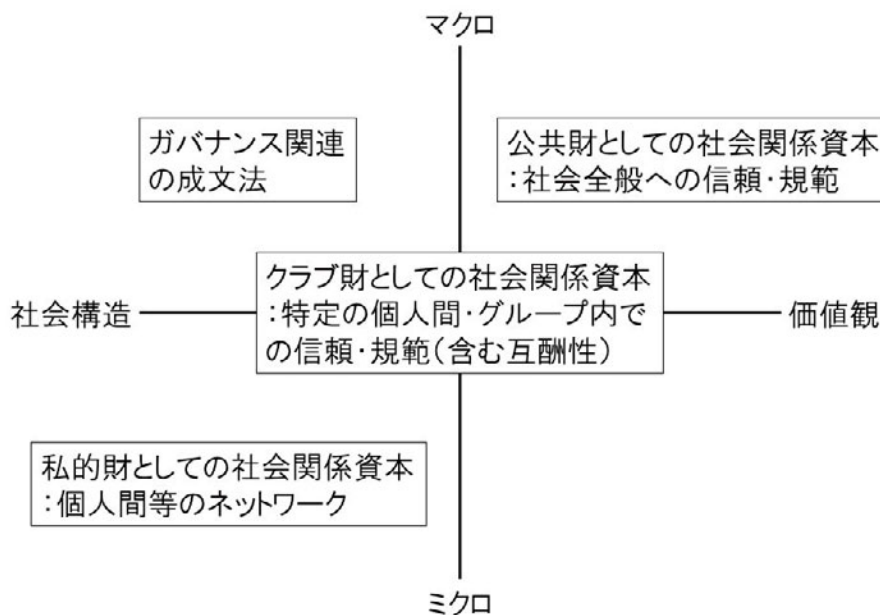 マクロ
ガバナンス関連
の成文法
公共財としての社会関係資本
：社会全般への信頼・規範
クラブ財としての社会関係資本
：特定の個人間・グループ内で
の信頼・規範（含む互酬性）
社会構造
価値観
私的財としての社会関係資本
：個人間等のネットワーク
ミクロ